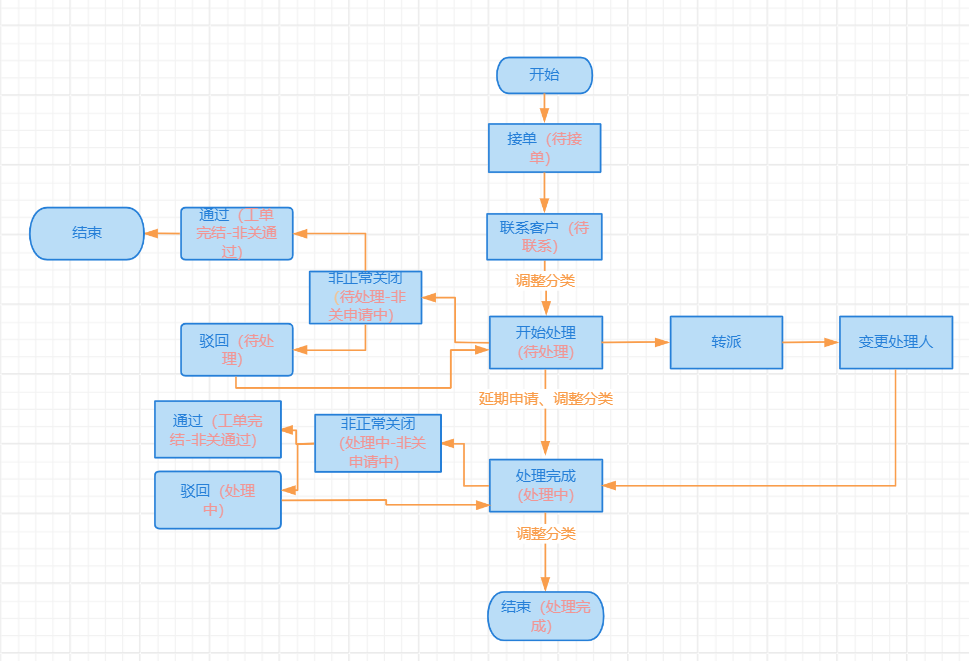 开始
接单（待接
单）
联系客户（待
联系）
调整分类
通过（工单
完结-非关通
过）
结束
非正常关闭
（待处理-非
关申请中）
驳回（待处
理）
开始处理
(待处理)
转派
变更处理人
延期申请、调整分类
通过（工单完
结-非关通过）
非正常关闭
(处理中-非关
申请中）
驳回（处理
中）
处理完成
(处理中)
调整分类
结束（处理完
成）